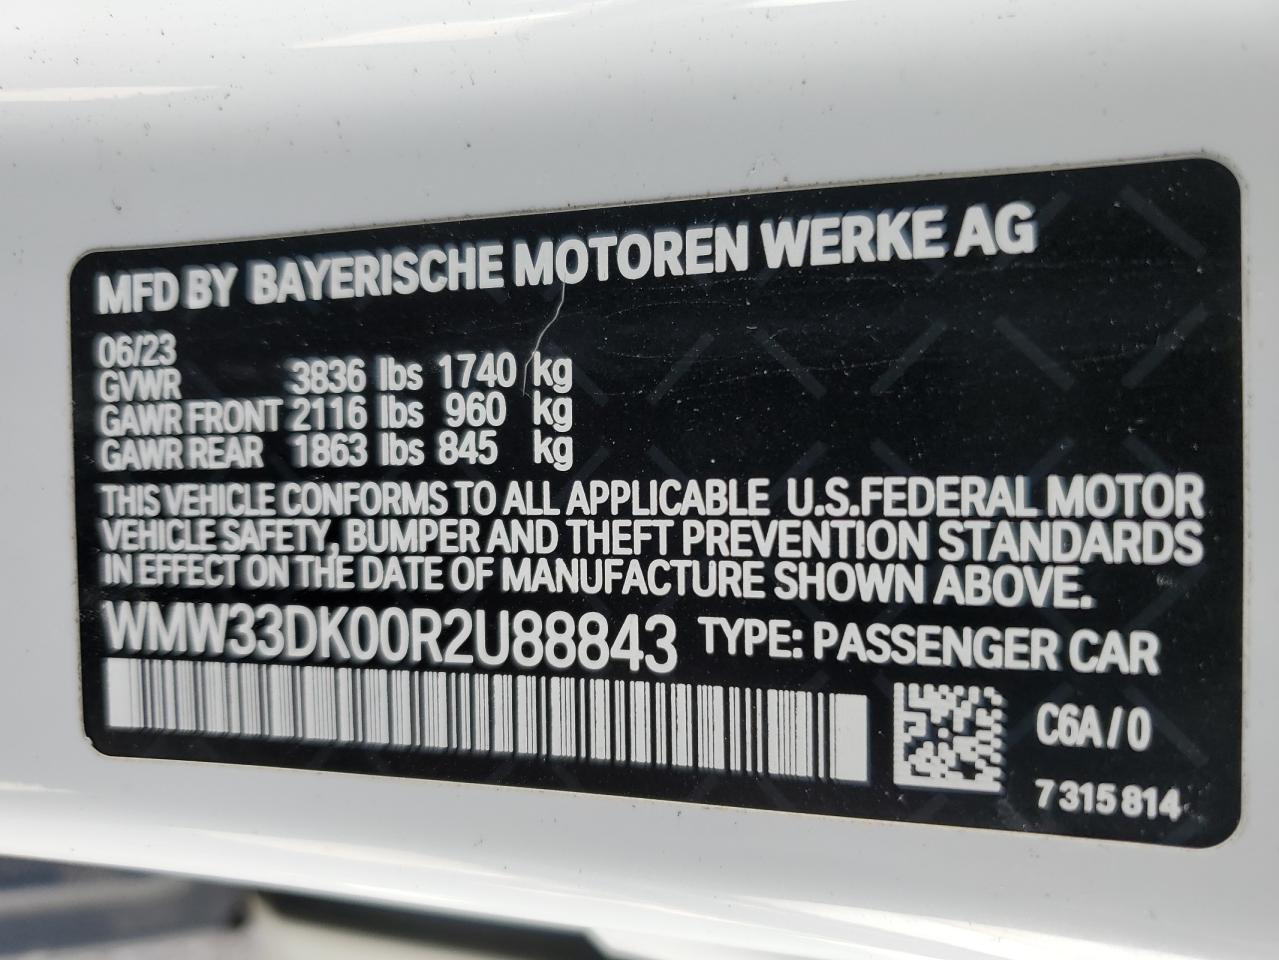 MFD BY BAYERISCHE MOTOREN WERKE AG
06/23
GVWR 3836 lbs 1740 kg
GAWR FRONT 2116 lbs 960 kg
GAWR REAR 1863 lbs 845 kg
THIS VEHICLE CONFORMS TO ALL APPLICABLE U.S.FEDERAL MOTOR
VEHICLE SAFETY, BUMPER AND THEFT PREVENTION STANDARDS
IN EFFECT ON THE DATE OF MANUFACTURE SHOWN ABOVE.
WMW33DK00R2U88843 TYPE: PASSENGER CAR
C6A/0
7 315 814